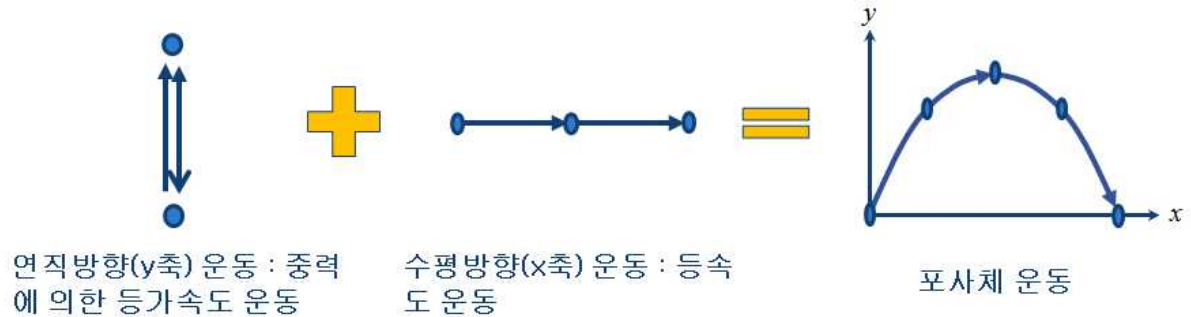 y
x
연직방향(y축) 운동 : 중력
에 의한 등가속도 운동
수평방향(x축) 운동 : 등속
도 운동
포사체 운동